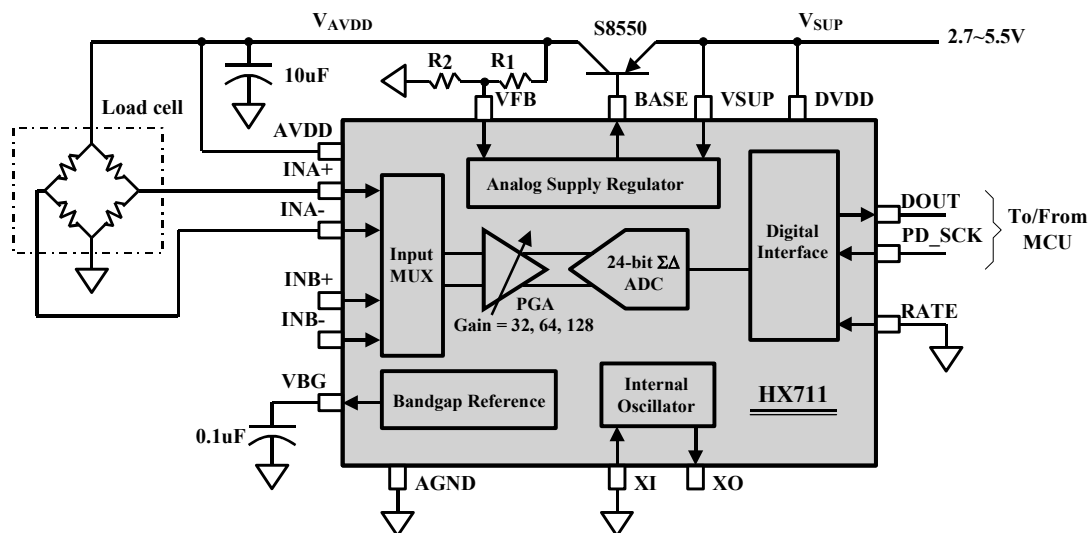 V_AVDD
S8550
V_SUP
2.7~5.5V
R2
R1
10uF
VFB
BASE
VSUP
DVDD
Load cell
AVDD
INA+
INA-
INB+
INB-
Analog Supply Regulator
Input
MUX
PGA
Gain = 32, 64, 128
24-bit ΣΔ
ADC
Digital
Interface
DOUT
PD_SCK
To/From
MCU
RATE
VBG
0.1uF
Bandgap Reference
Internal
Oscillator
HX711
AGND
XI
XO